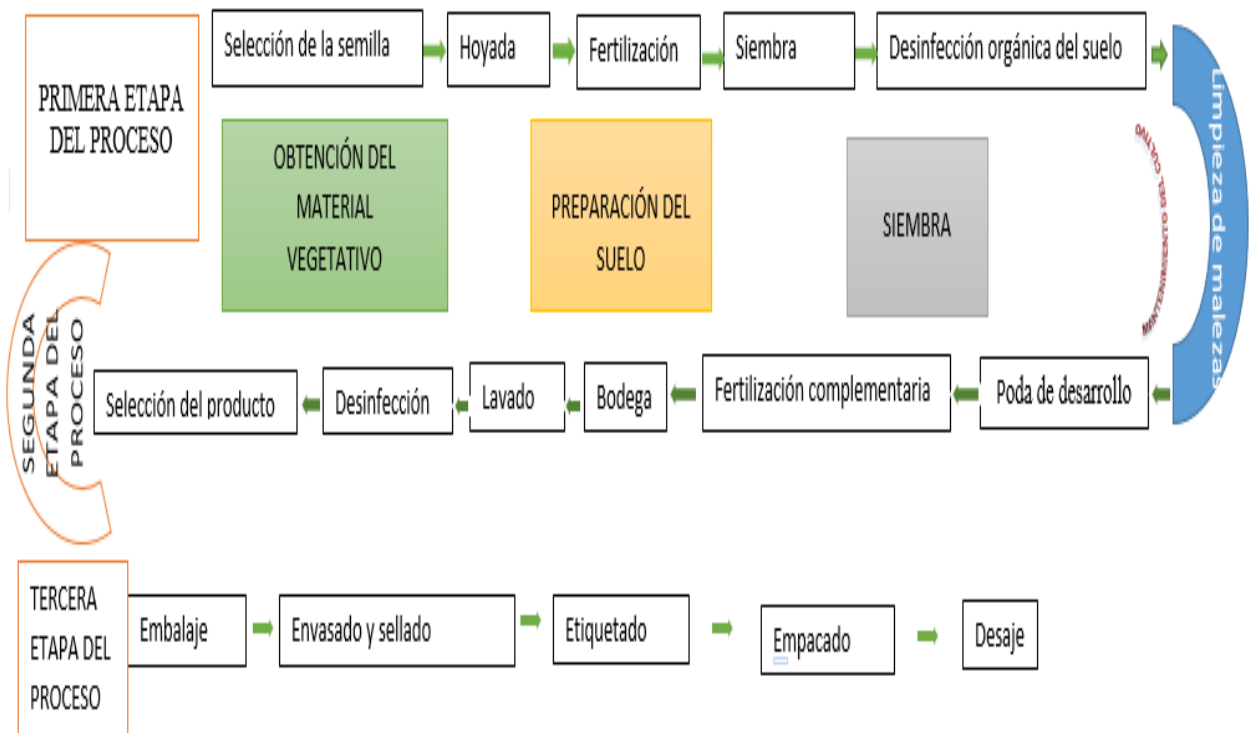 PRIMERA ETAPA
DEL PROCESO
Selección de la semilla
Hoyada
Fertilización
Siembra
Desinfección orgánica del suelo
Limpieza de malezas
OBTENCIÓN DEL
MATERIAL
VEGETATIVO
PREPARACIÓN DEL
SUELO
SIEMBRA
MANTENIMIENTO DEL CULTIVO
SEGUNDA
ETAPA DEL
PROCESO
Selección del producto
Desinfección
Lavado
Bodega
Fertilización complementaria
Poda de desarrollo
TERCERA
ETAPA DEL
PROCESO
Embalaje
Envasado y sellado
Etiquetado
Empacado
Desaje